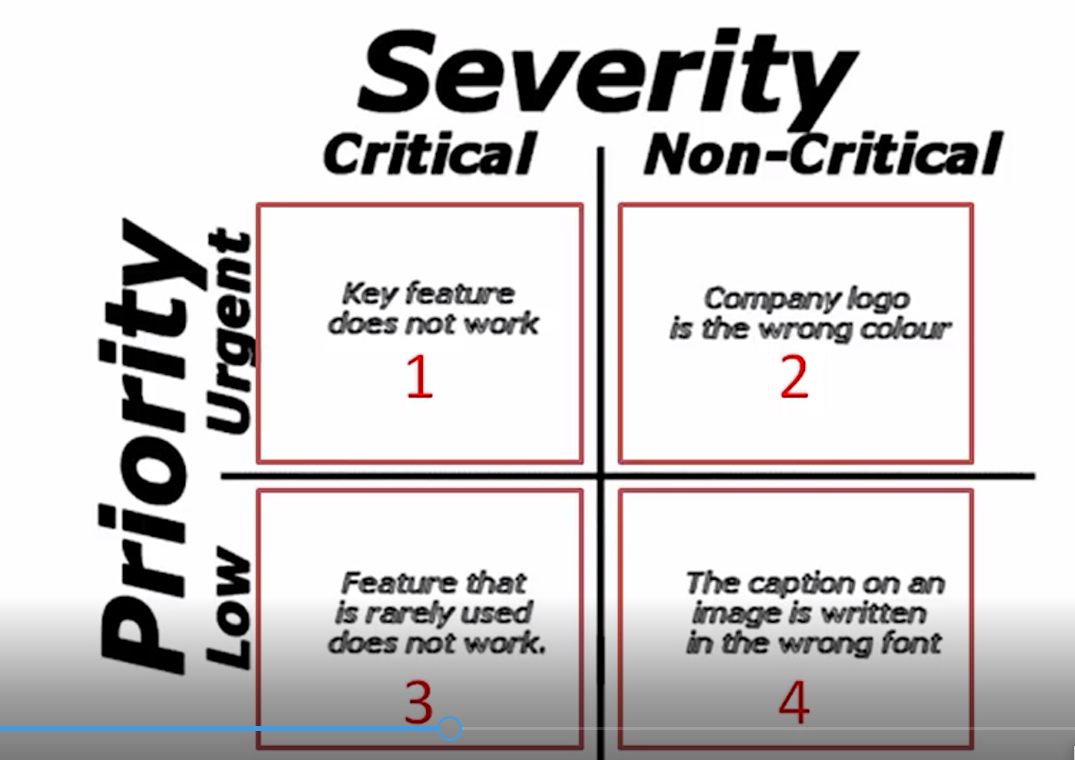 Severity
Critical
Non-Critical
Priority
Urgent
Key feature
does not work
1
Company logo
is the wrong colour
2
Low
Feature that
is rarely used
does not work.
3
The caption on an
image is written
in the wrong font
4